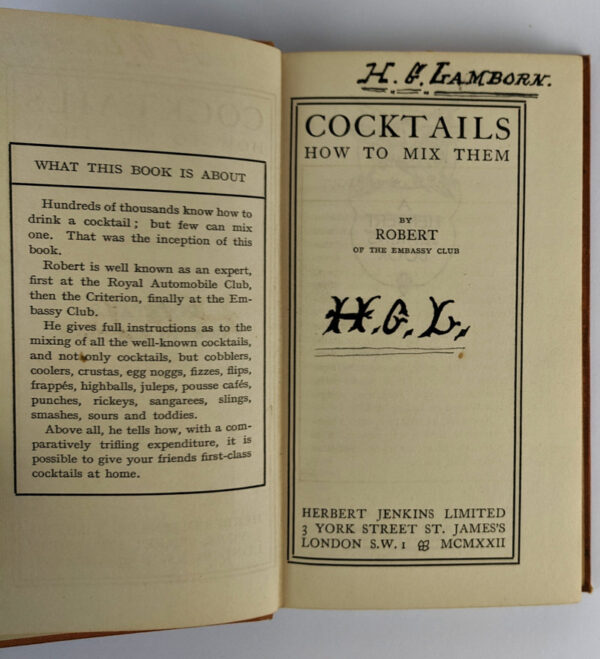 WHAT THIS BOOK IS ABOUT
Hundreds of thousands know how to
drink a cocktail; but few can mix
one. That was the inception of this
book.
Robert is well known as an expert,
first at the Royal Automobile Club,
then the Criterion, finally at the Em-
bassy Club.
He gives full instructions as to the
mixing of all the well-known cocktails,
and not only cocktails, but cobblers,
coolers, crustas, egg noggs, fizzes, flips,
frappés, highballs, juleps, pousse cafés,
punches, rickeys, sangarees, slings,
smashes, sours and toddies.
Above all, he tells how, with a com-
paratively trifling expenditure, it is
possible to give your friends first-class
cocktails at home.
H. G. LAMBORN.
COCKTAILS
HOW TO MIX THEM
BY
ROBERT
OF THE EMBASSY CLUB
H. G. L.
HERBERT JENKINS LIMITED
3 YORK STREET ST. JAMES'S
LONDON S.W. 1 MCMXXII